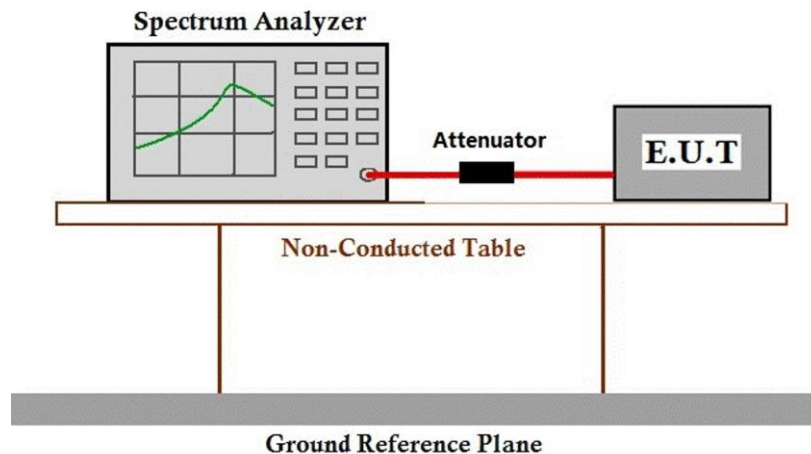 Spectrum Analyzer
Attenuator
E.U.T
Non-Conducted Table
Ground Reference Plane